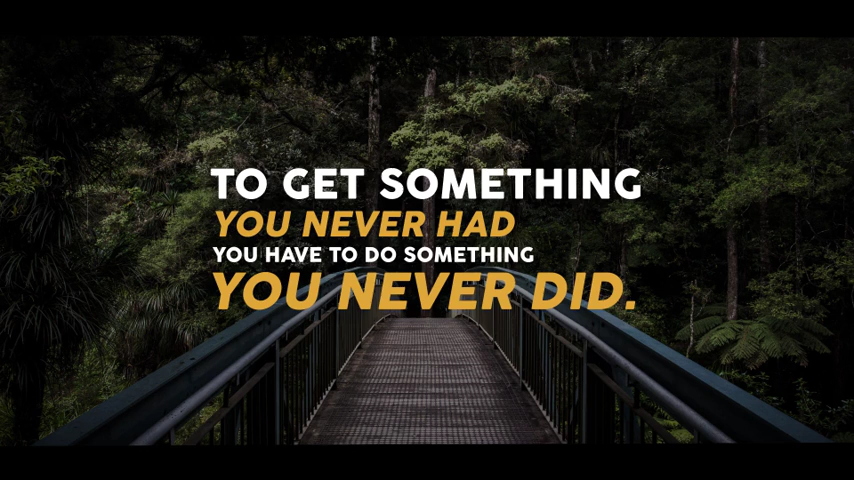 TO GET SOMETHING
YOU NEVER HAD
YOU HAVE TO DO SOMETHING
YOU NEVER DID.